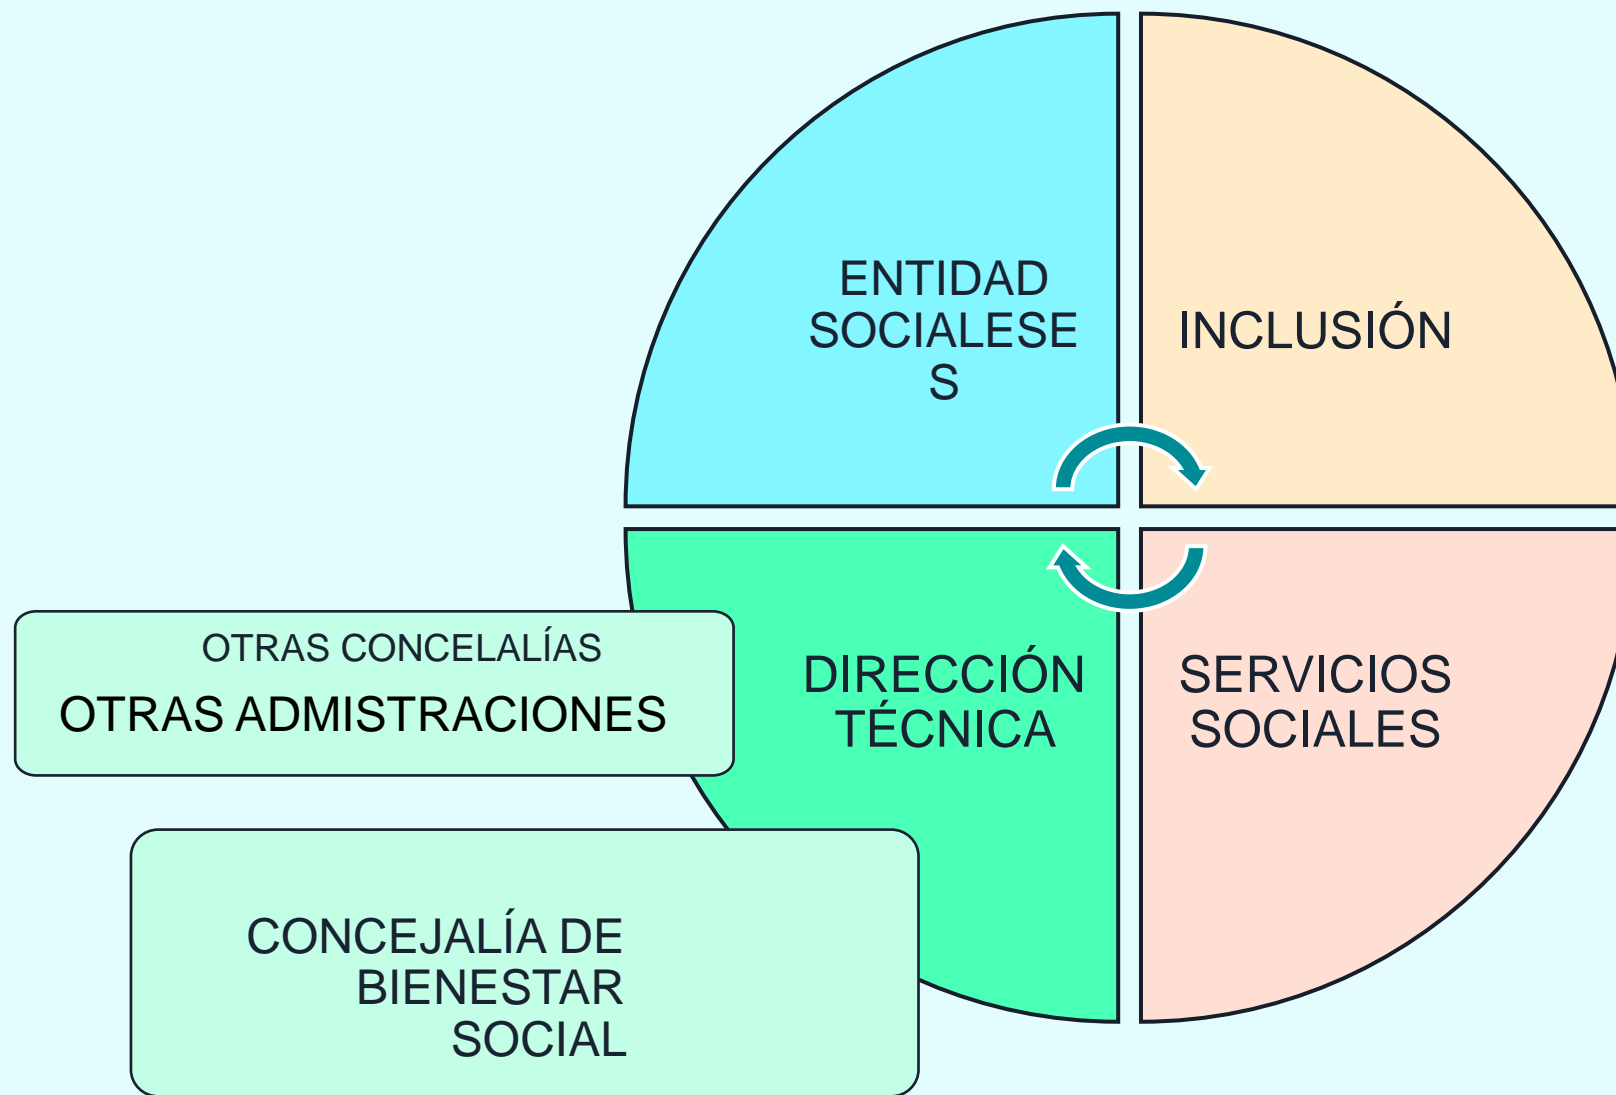 ENTIDAD
SOCIALESE
S
INCLUSIÓN
OTRAS CONCELALÍAS
OTRAS ADMISTRACIONES
DIRECCIÓN
TÉCNICA
SERVICIOS
SOCIALES
CONCEJALÍA DE
BIENESTAR
SOCIAL